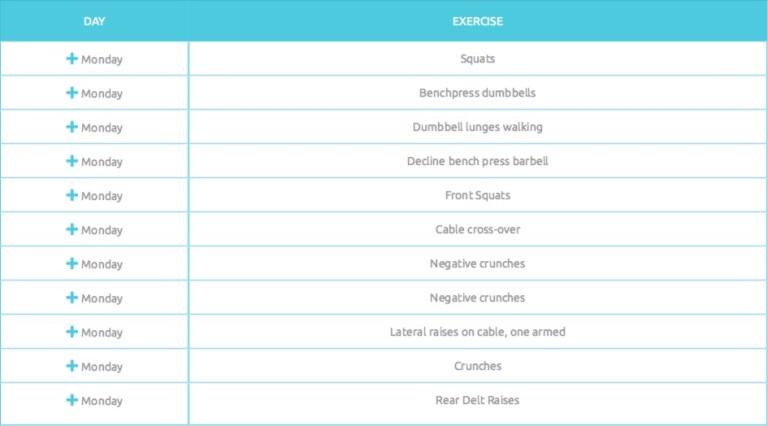 DAY EXERCISE
Monday Squats
Monday Benchpress dumbbells
Monday Dumbbell lunges walking
Monday Decline bench press barbell
Monday Front Squats
Monday Cable cross-over
Monday Negative crunches
Monday Negative crunches
Monday Lateral raises on cable, one armed
Monday Crunches
Monday Rear Delt Raises